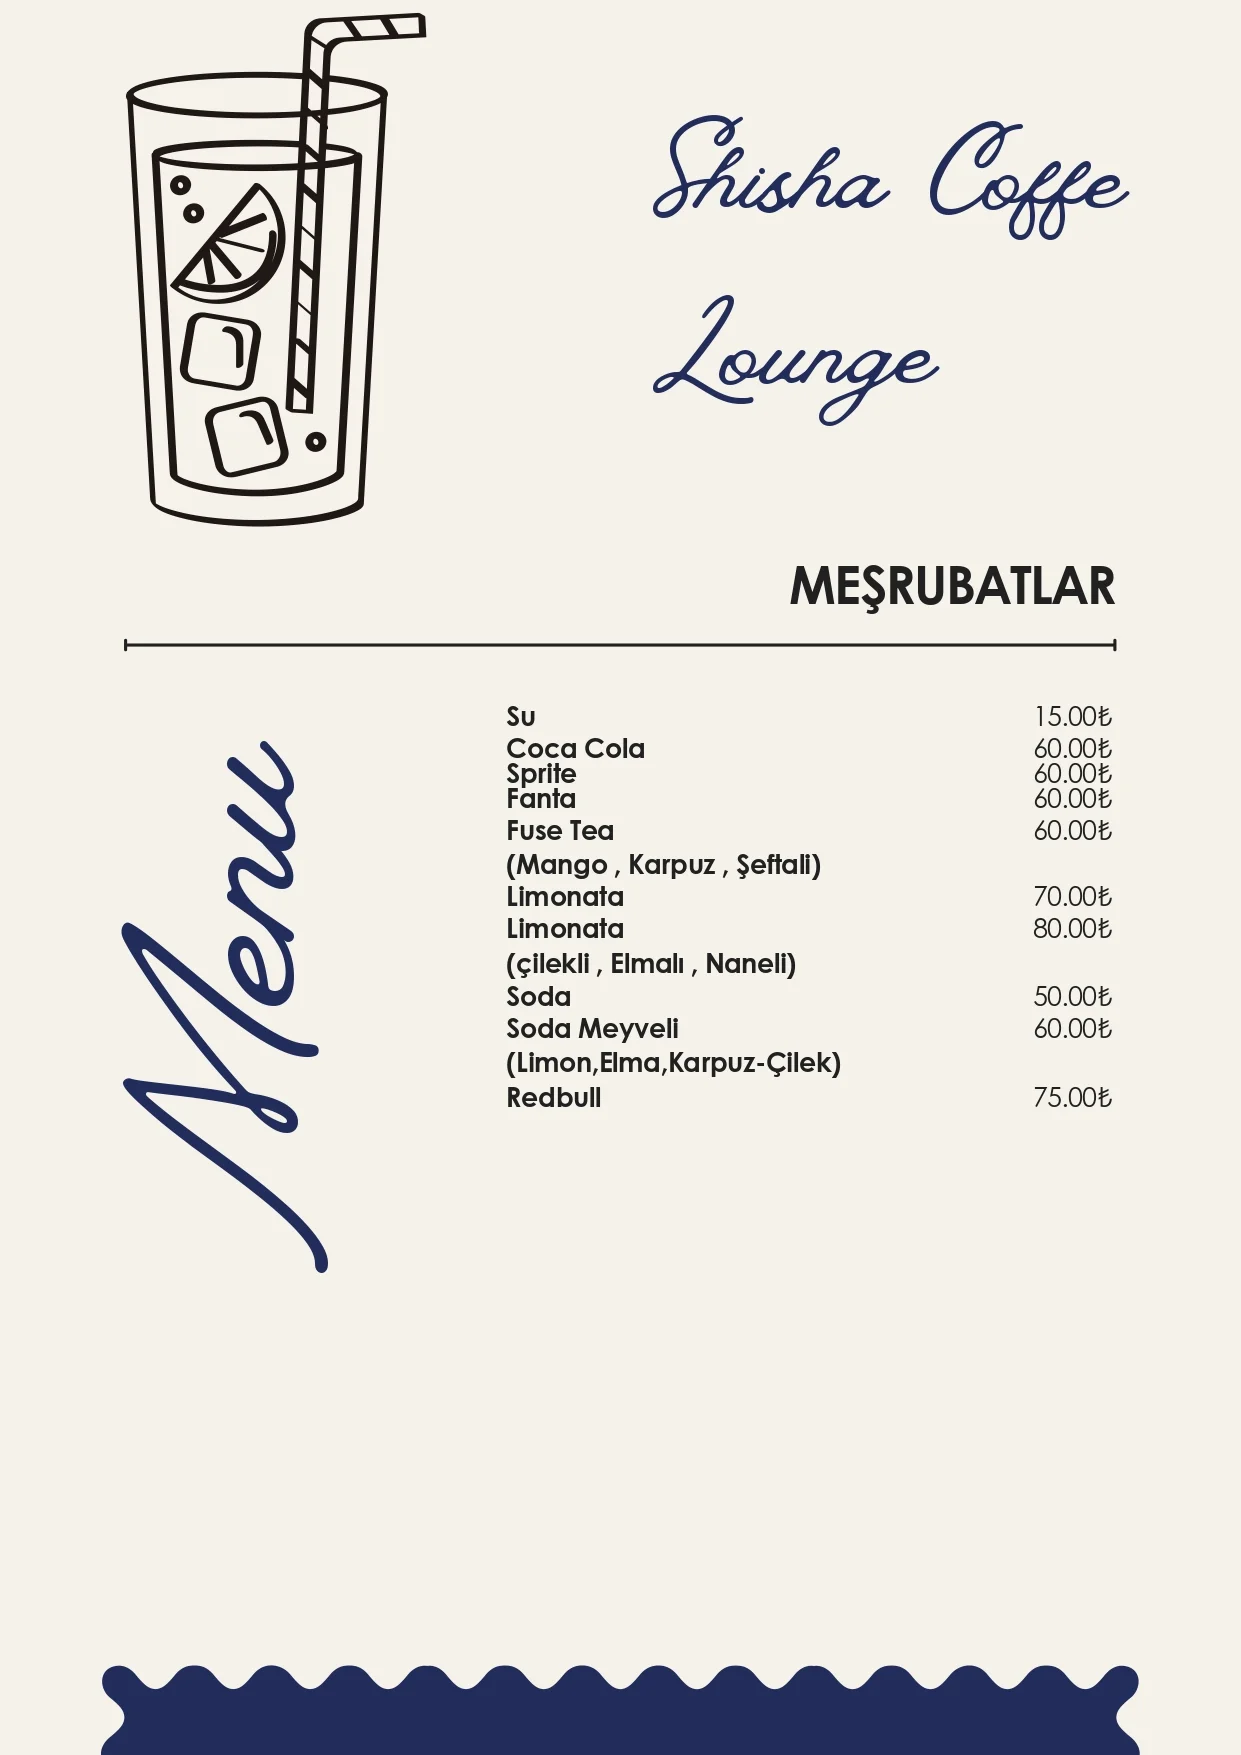 Shisha Coffe
Lounge
MEŞRUBATLAR
Menu
Su 15.00₺
Coca Cola 60.00₺
Sprite 60.00₺
Fanta 60.00₺
Fuse Tea 60.00₺
(Mango , Karpuz , Şeftali)
Limonata 70.00₺
Limonata 80.00₺
(çilekli , Elmalı , Naneli)
Soda 50.00₺
Soda Meyveli 60.00₺
(Limon,Elma,Karpuz-Çilek)
Redbull 75.00₺